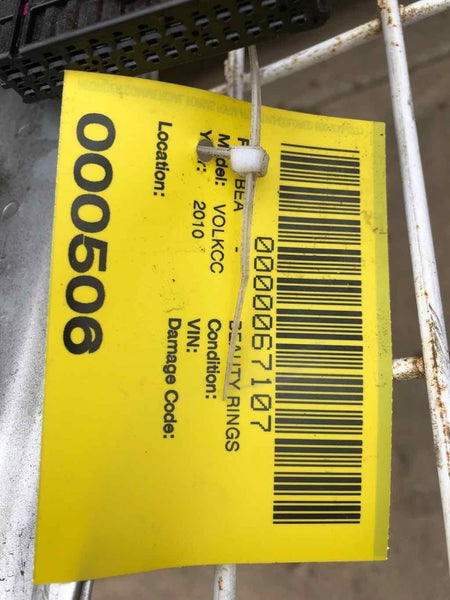 0000067107
BEA - BEAUTY RINGS
Model: VOLKCC Condition:
2010 VIN:
Location: Damage Code:
000506